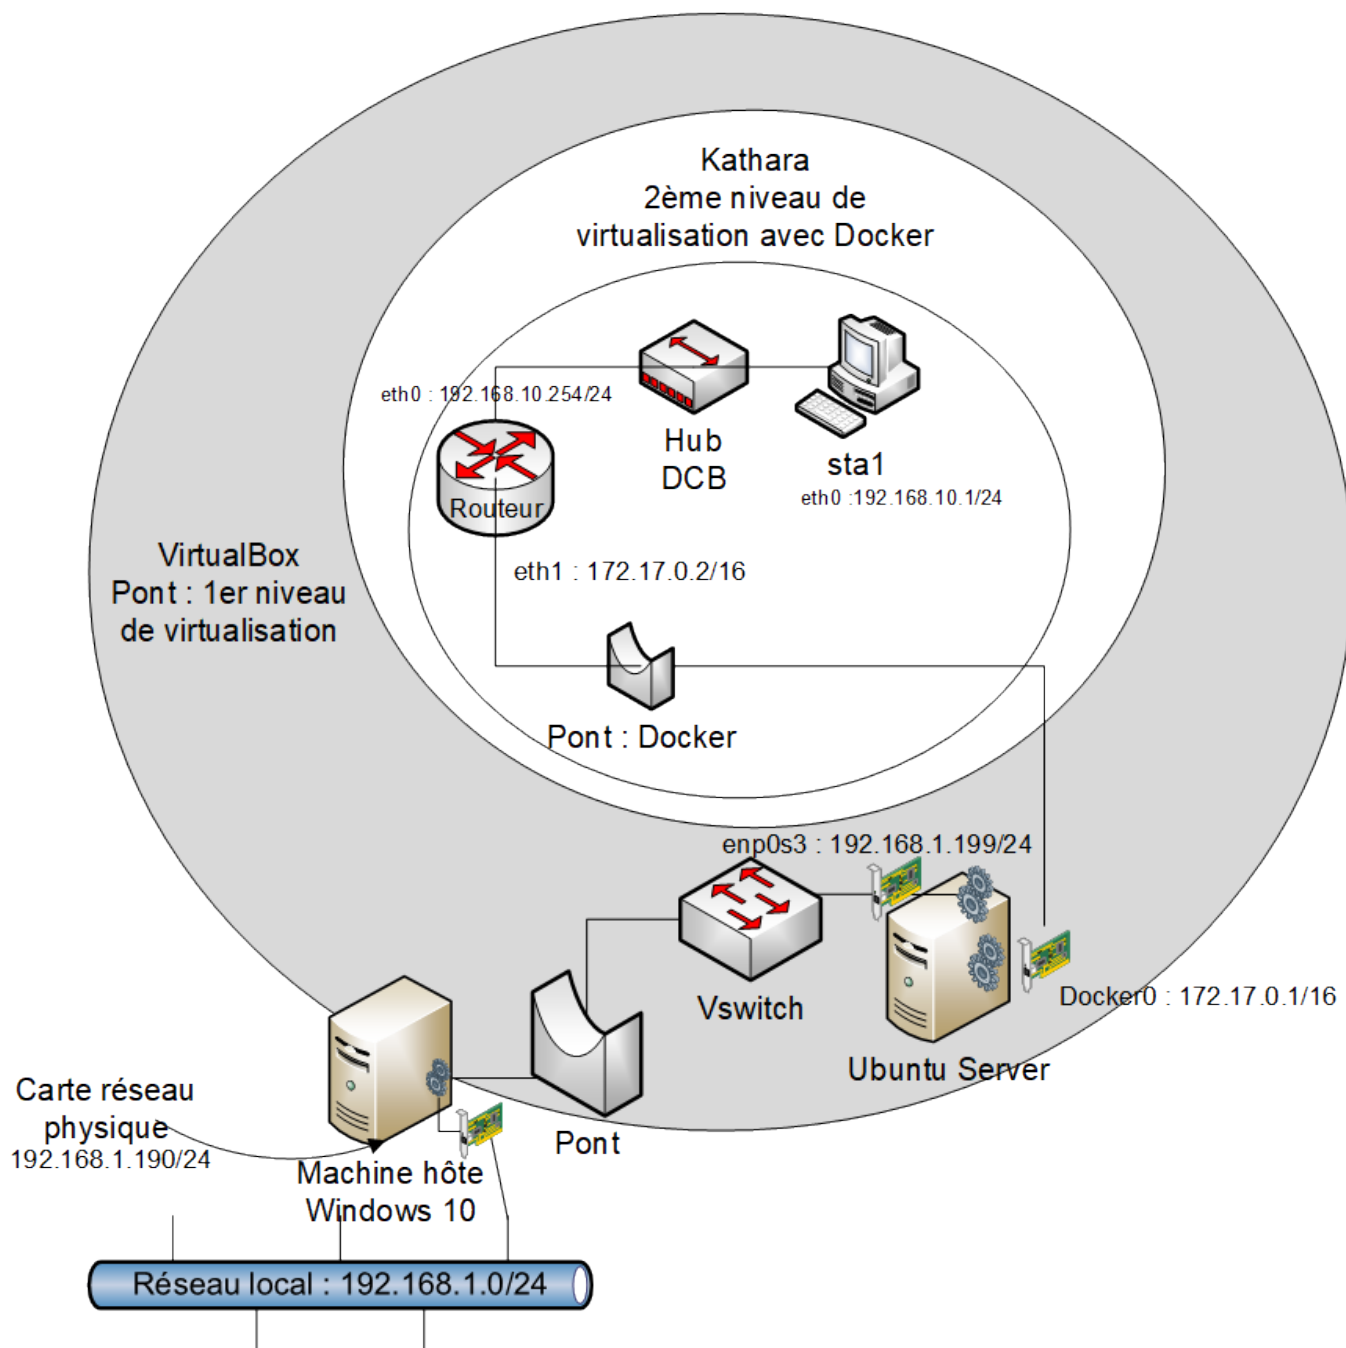 Kathara
2ème niveau de
virtualisation avec Docker
eth0 : 192.168.10.254/24
Hub
DCB
sta1
eth0 :192.168.10.1/24
Routeur
eth1 : 172.17.0.2/16
VirtualBox
Pont : 1er niveau
de virtualisation
Pont : Docker
enp0s3 : 192.168.1.199/24
Vswitch
Docker0 : 172.17.0.1/16
Ubuntu Server
Carte réseau
physique
192.168.1.190/24
Pont
Machine hôte
Windows 10
Réseau local : 192.168.1.0/24